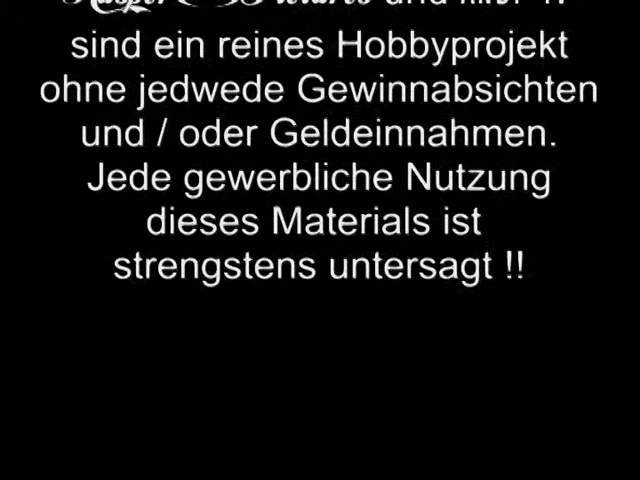 und
sind ein reines Hobbyprojekt
ohne jedwede Gewinnabsichten
und / oder Geldeinnahmen.
Jede gewerbliche Nutzung
dieses Materials ist
strengstens untersagt !!